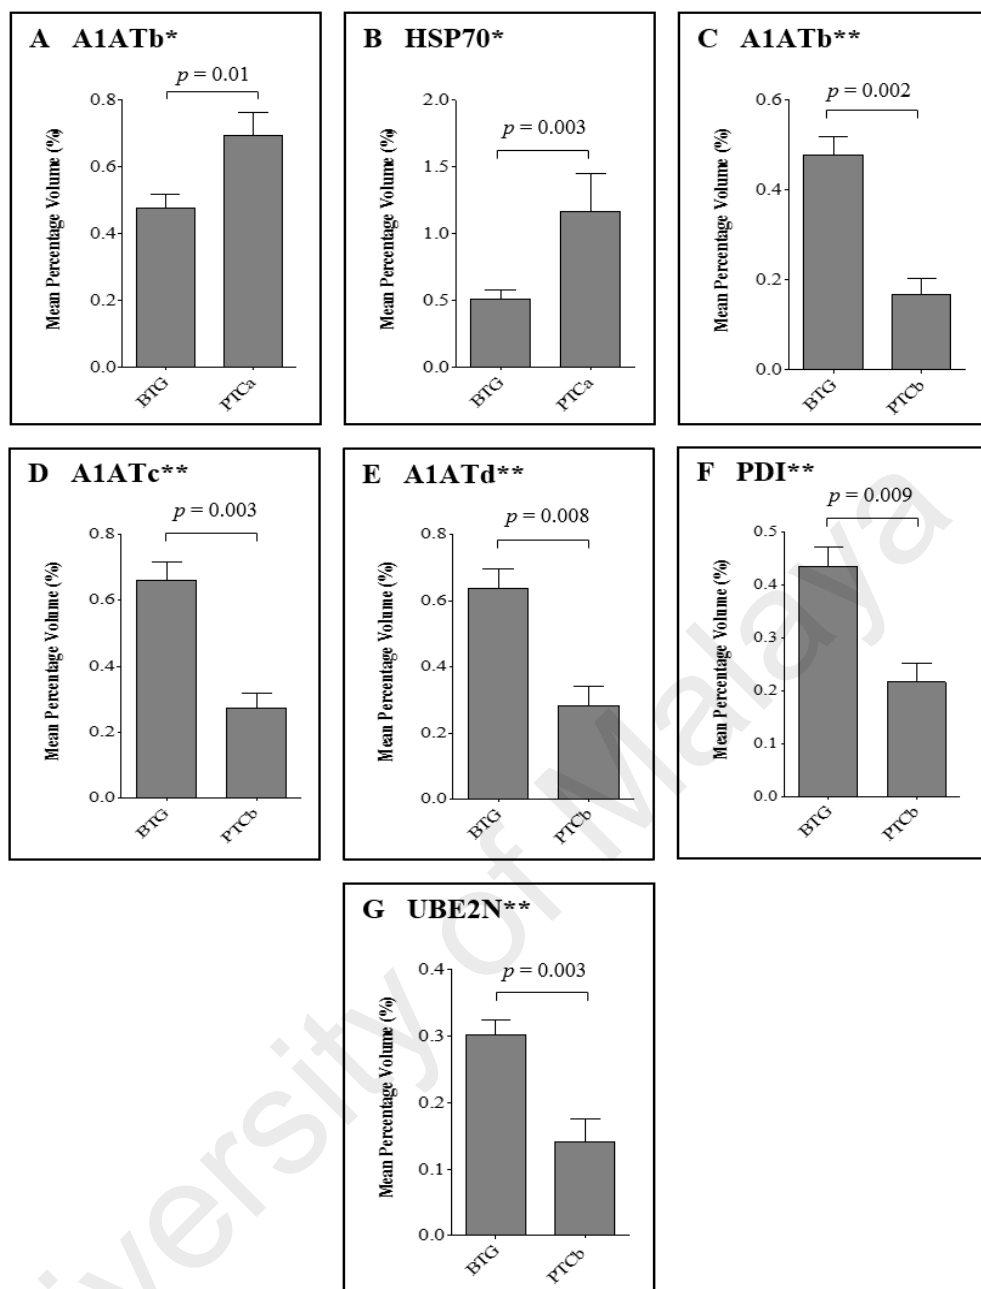 A A1ATb*
p = 0.01
Mean Percentage Volume (%)
0.8
0.6
0.4
0.2
0.0
BTG
PTCa
B HSP70*
p = 0.003
Mean Percentage Volume (%)
2.0
1.5
1.0
0.5
0.0
BTG
PTCa
C A1ATb**
p = 0.002
Mean Percentage Volume (%)
0.6
0.4
0.2
0.0
BTG
PTCb
D A1ATc**
p = 0.003
Mean Percentage Volume (%)
0.8
0.6
0.4
0.2
0.0
BTG
PTCb
E A1ATd**
p = 0.008
Mean Percentage Volume (%)
0.8
0.6
0.4
0.2
0.0
BTG
PTCb
F PDI**
p = 0.009
Mean Percentage Volume (%)
0.5
0.4
0.3
0.2
0.1
0.0
BTG
PTCb
G UBE2N**
p = 0.003
Mean Percentage Volume (%)
0.4
0.3
0.2
0.1
0.0
BTG
PTCb
iversity of Malaya